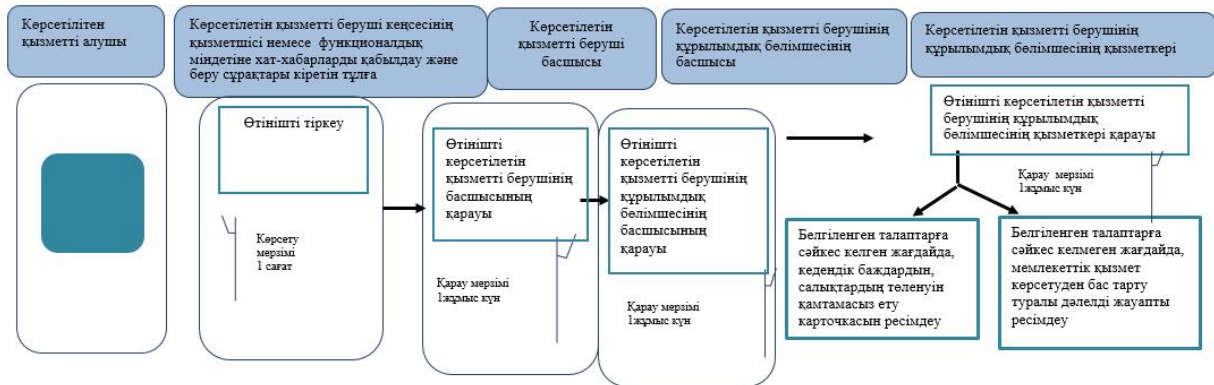 Көрсетілітен
қызметті алушы
Көрсетілетін қызметті беруші кеңсесінің
қызметшісі немесе функционалдық
міндетіне хат-хабарларды қабылдау және
беру сұрақтары кіретін тұлға
Көрсетілетін
қызметті беруші
басшысы
Көрсетілетін қызметті берушінің
құрылымдық бөлімшесінің
басшысы
Көрсетілетін қызметті берушінің
құрылымдық бөлімшесінің қызметкері
Өтінішті тіркеу
Көрсету
мерзімі
1 сағат
Өтінішті
көрсетілетін
қызметті берушінің
басшысының
қарауы
Қарау мерзімі
1жұмыс күн
Өтінішті
көрсетілетін
қызметті берушінің
құрылымдық
бөлімшесінің
басшысының
қарауы
Қарау мерзімі
1жұмыс күн
Өтінішті көрсетілетін қызметті
берушінің құрылымдық
бөлімшесінің қызметкері қарауы
Қарау мерзімі
1жұмыс күн
Белгіленген талаптарға
сәйкес келген жағдайда,
кедендік баждардын,
салықтардың төленуін
қамтамасыз ету
карточкасын ресімдеу
Белгіленген талаптарға
сәйкес келмеген жағдайда,
мемлекеттік қызмет
көрсетуден бас тарту
туралы дәлелді жауапты
ресімдеу